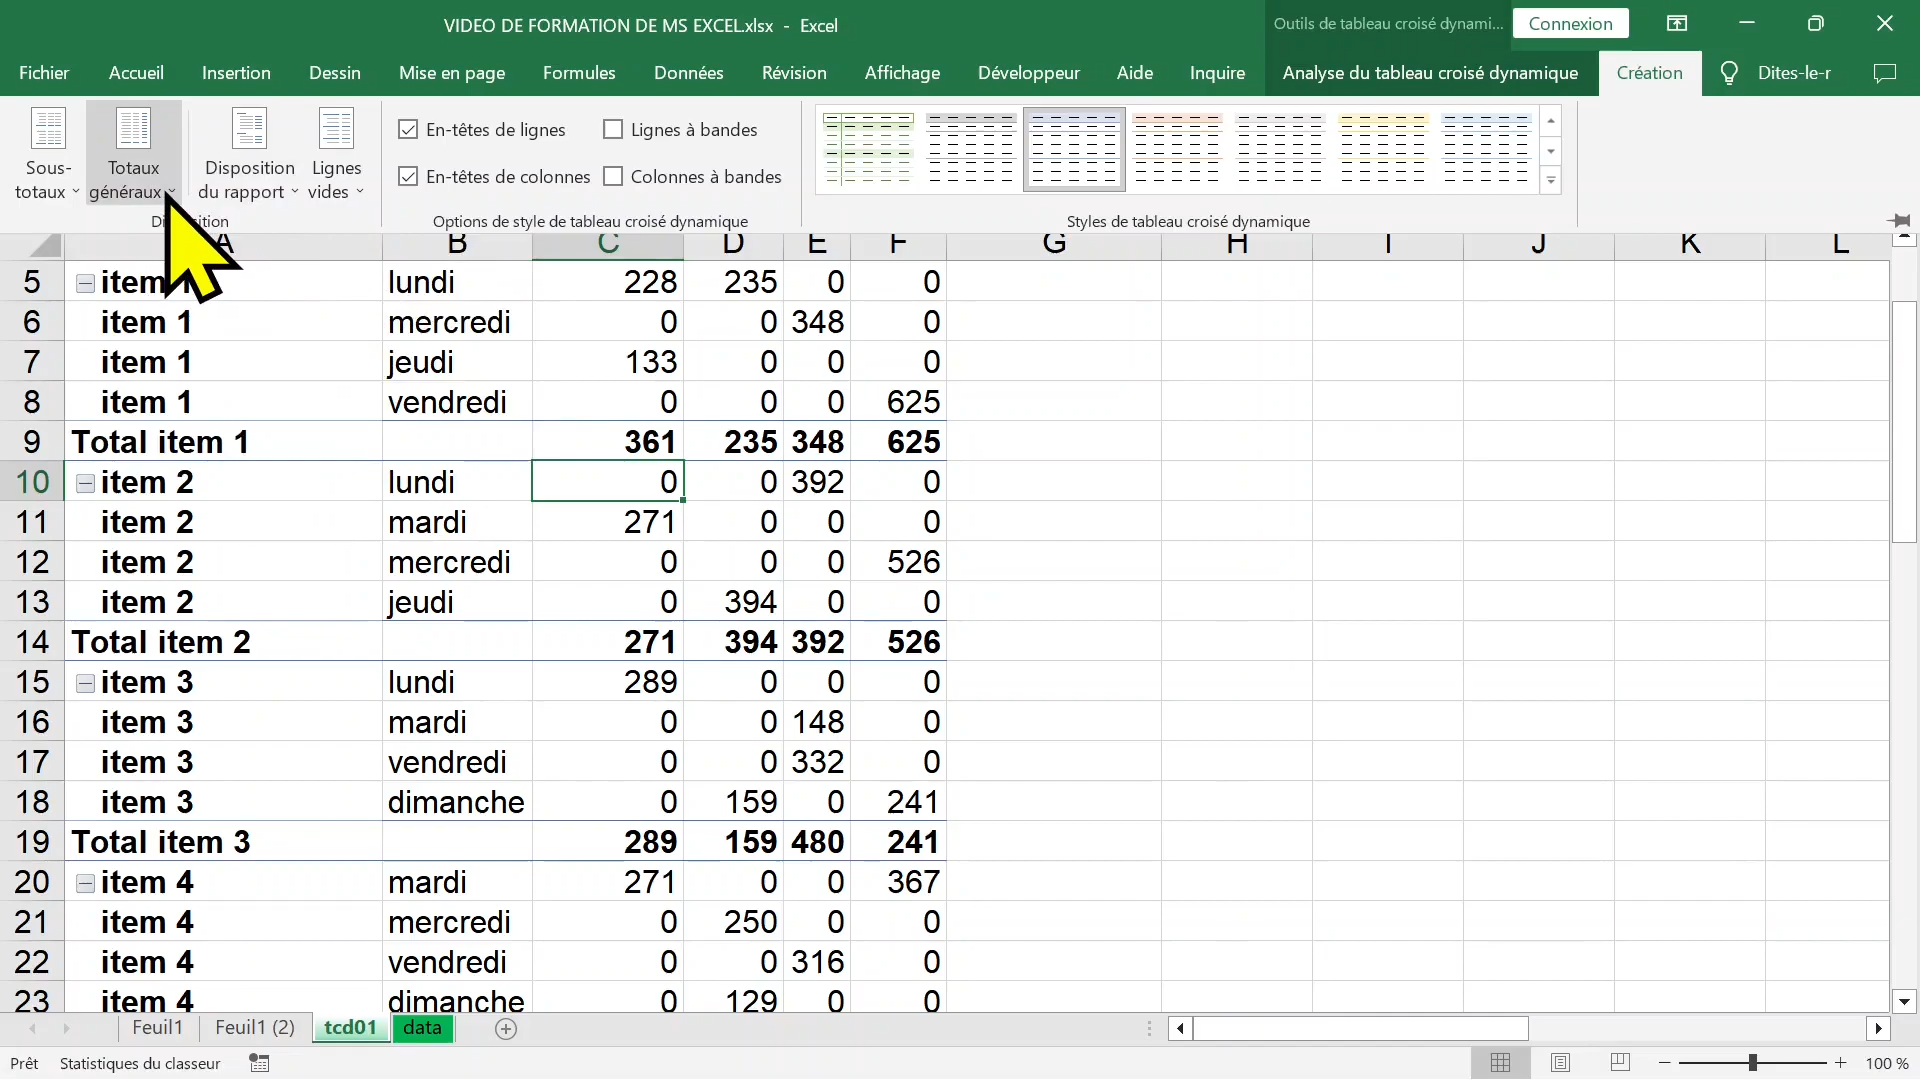 VIDEO DE FORMATION DE MS EXCEL.xlsx - Excel
Outils de tableau croisé dynami...
Connexion
Fichier Accueil Insertion Dessin Mise en page Formules Données Révision Affichage Développeur Aide Inquire Analyse du tableau croisé dynamique Création Dites-le-r
Sous-totaux
Totaux généraux
Disposition du rapport
Lignes vides
En-têtes de lignes
Lignes à bandes
En-têtes de colonnes
Colonnes à bandes
Options de style de tableau croisé dynamique
Styles de tableau croisé dynamique
A B C D E F G H I J K L
5 item 1 lundi 228 235 0 0
6 item 1 mercredi 0 0 348 0
7 item 1 jeudi 133 0 0 0
8 item 1 vendredi 0 0 0 625
9 Total item 1 361 235 348 625
10 item 2 lundi 0 0 392 0
11 item 2 mardi 271 0 0 0
12 item 2 mercredi 0 0 0 526
13 item 2 jeudi 0 394 0 0
14 Total item 2 271 394 392 526
15 item 3 lundi 289 0 0 0
16 item 3 mardi 0 0 148 0
17 item 3 vendredi 0 0 332 0
18 item 3 dimanche 0 159 0 241
19 Total item 3 289 159 480 241
20 item 4 mardi 271 0 0 367
21 item 4 mercredi 0 250 0 0
22 item 4 vendredi 0 0 316 0
23 item 4 dimanche 0 129 0 0
Feuil1 Feuil1 (2) tcd01 data
Prêt Statistiques du classeur 100 %